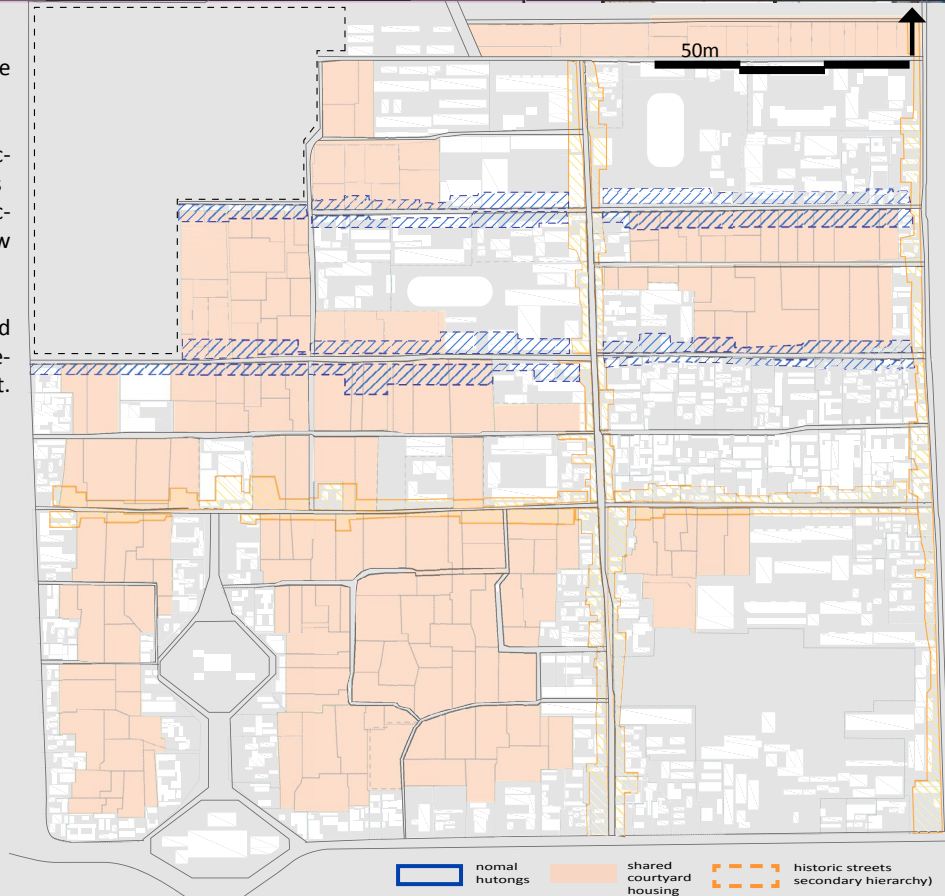 e
c-
s
c-
w
d
e-
t.
50m
nomal
hutongs
shared
courtyard
housing
historic streets
secondary hierarchy)